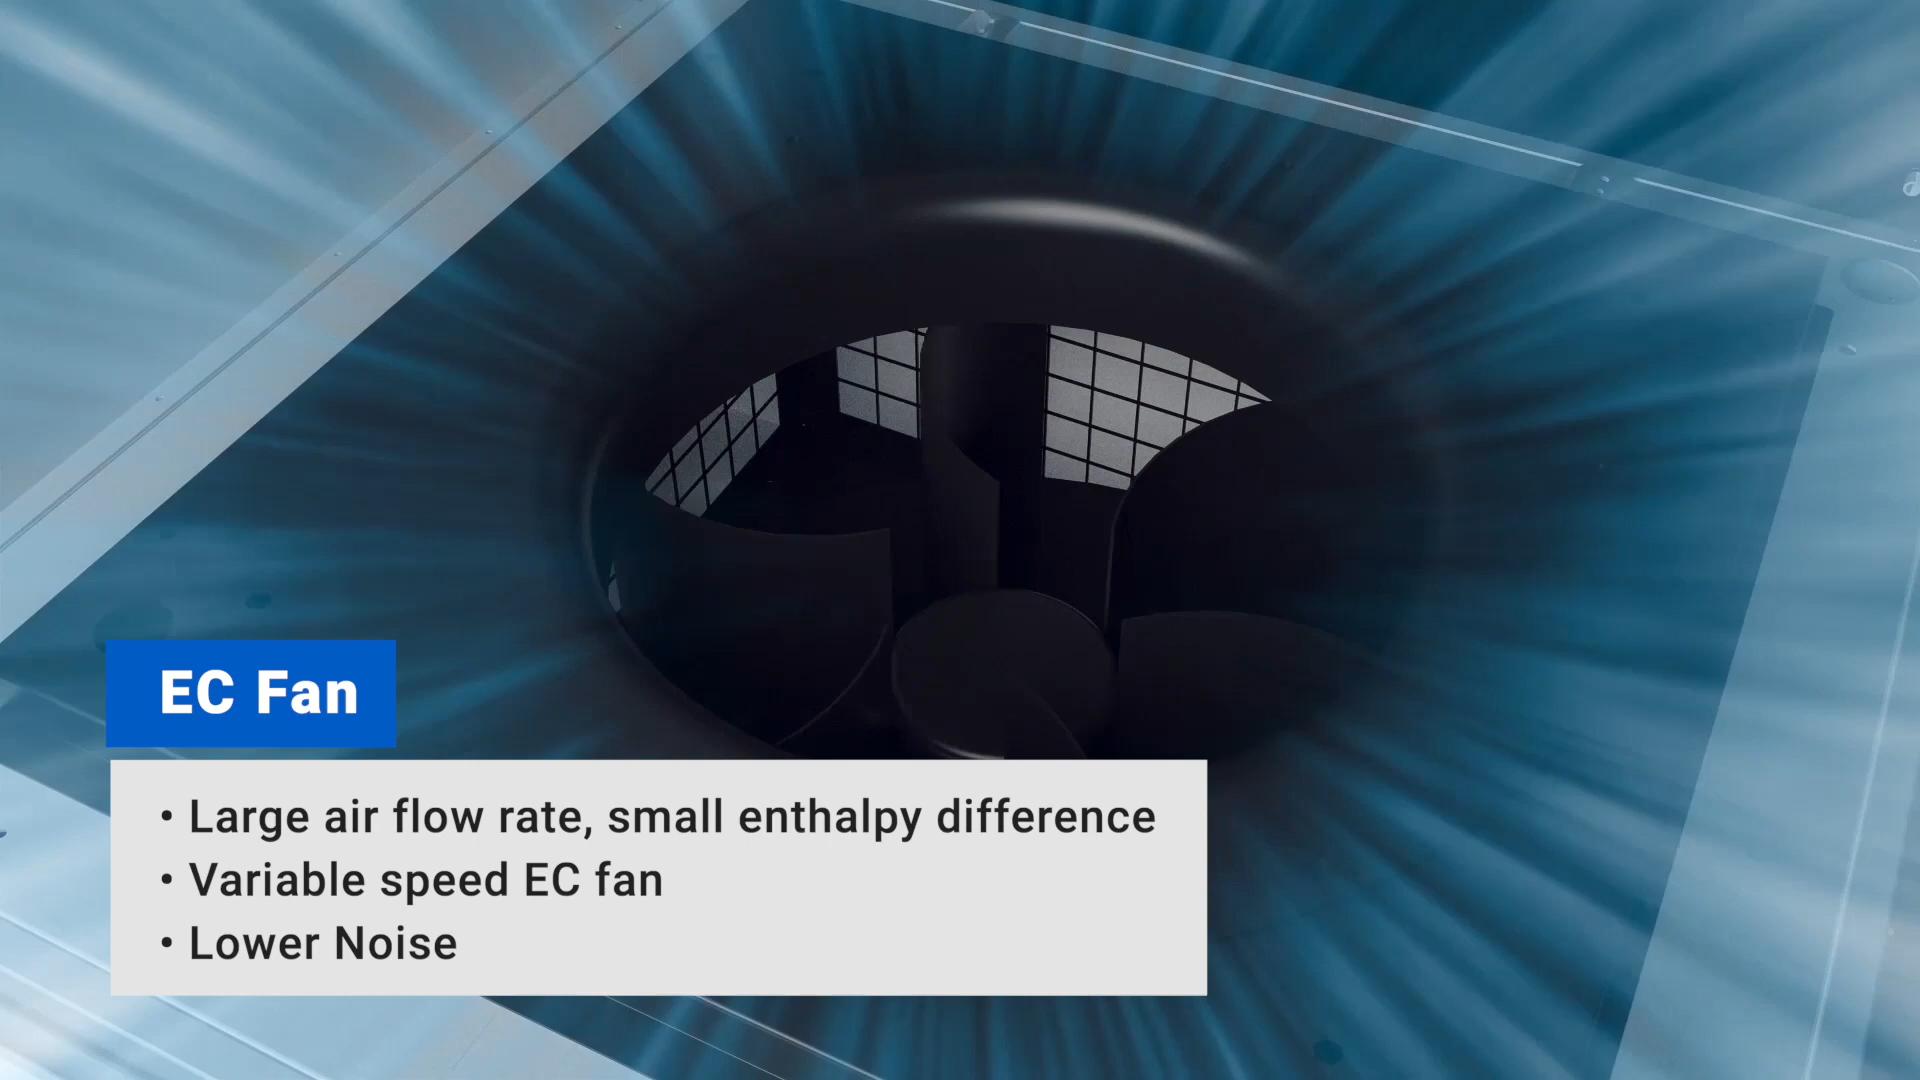 EC Fan
• Large air flow rate, small enthalpy difference
• Variable speed EC fan
• Lower Noise